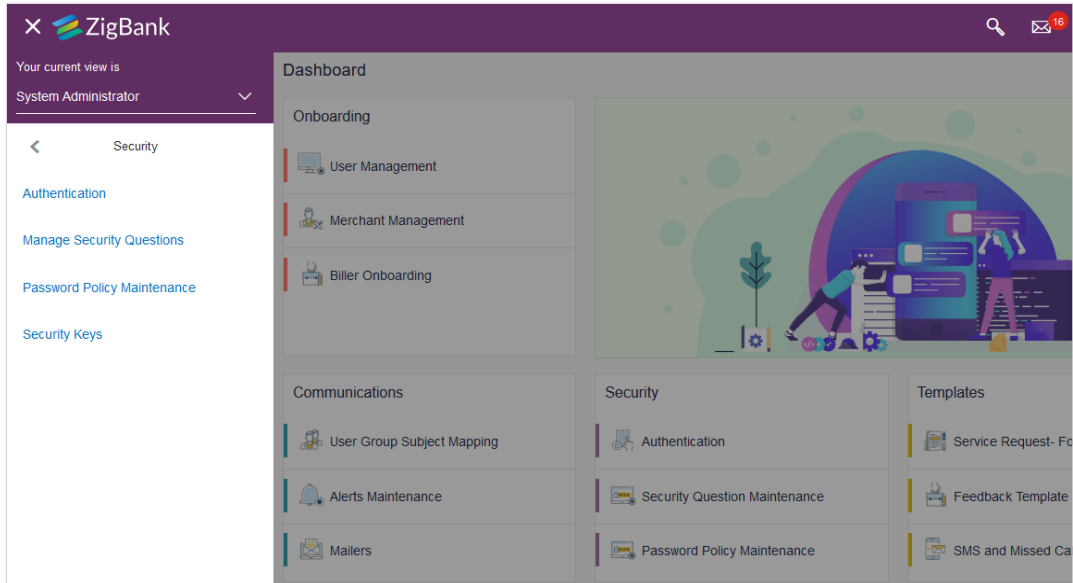 ZigBank
16
Your current view is
System Administrator
Security
Authentication
Manage Security Questions
Password Policy Maintenance
Security Keys
Dashboard
Onboarding
User Management
Merchant Management
Biller Onboarding
Communications
User Group Subject Mapping
Alerts Maintenance
Mailers
Security
Authentication
Security Question Maintenance
Password Policy Maintenance
Templates
Service Request- Fo
Feedback Template
SMS and Missed Ca